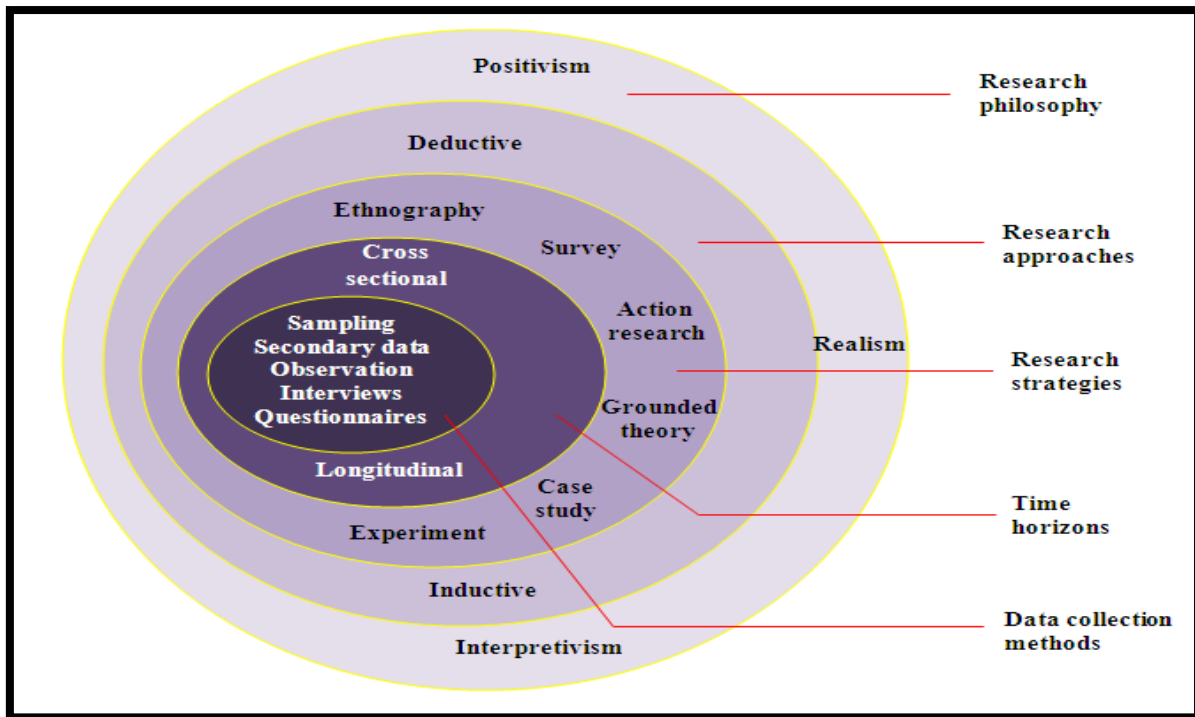 Positivism
Research
philosophy
Deductive
Ethnography
Survey
Research
approaches
Cross
sectional
Action
research
Sampling
Secondary data
Observation
Interviews
Questionnaires
Realism
Research
strategies
Grounded
theory
Longitudinal
Case
study
Time
horizons
Experiment
Inductive
Data collection
methods
Interpretivism